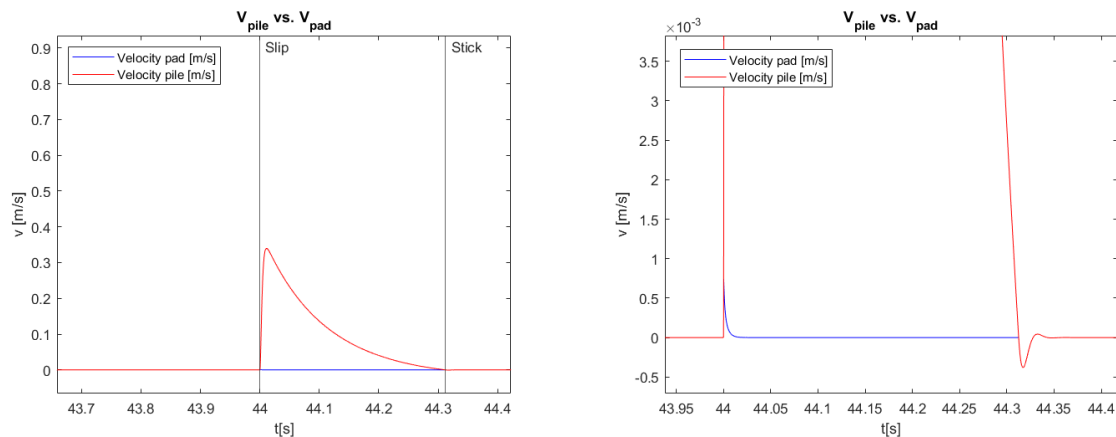 V_pile vs. V_pad
Slip
Stick
Velocity pad [m/s]
Velocity pile [m/s]
0.9
0.8
0.7
0.6
0.5
0.4
0.3
0.2
0.1
0
v [m/s]
43.7 43.8 43.9 44 44.1 44.2 44.3 44.4
t[s]
×10^-3
V_pile vs. V_pad
Velocity pad [m/s]
Velocity pile [m/s]
3.5
3
2.5
2
1.5
1
0.5
0
-0.5
v [m/s]
43.95 44 44.05 44.1 44.15 44.2 44.25 44.3 44.35 44.4
t[s]